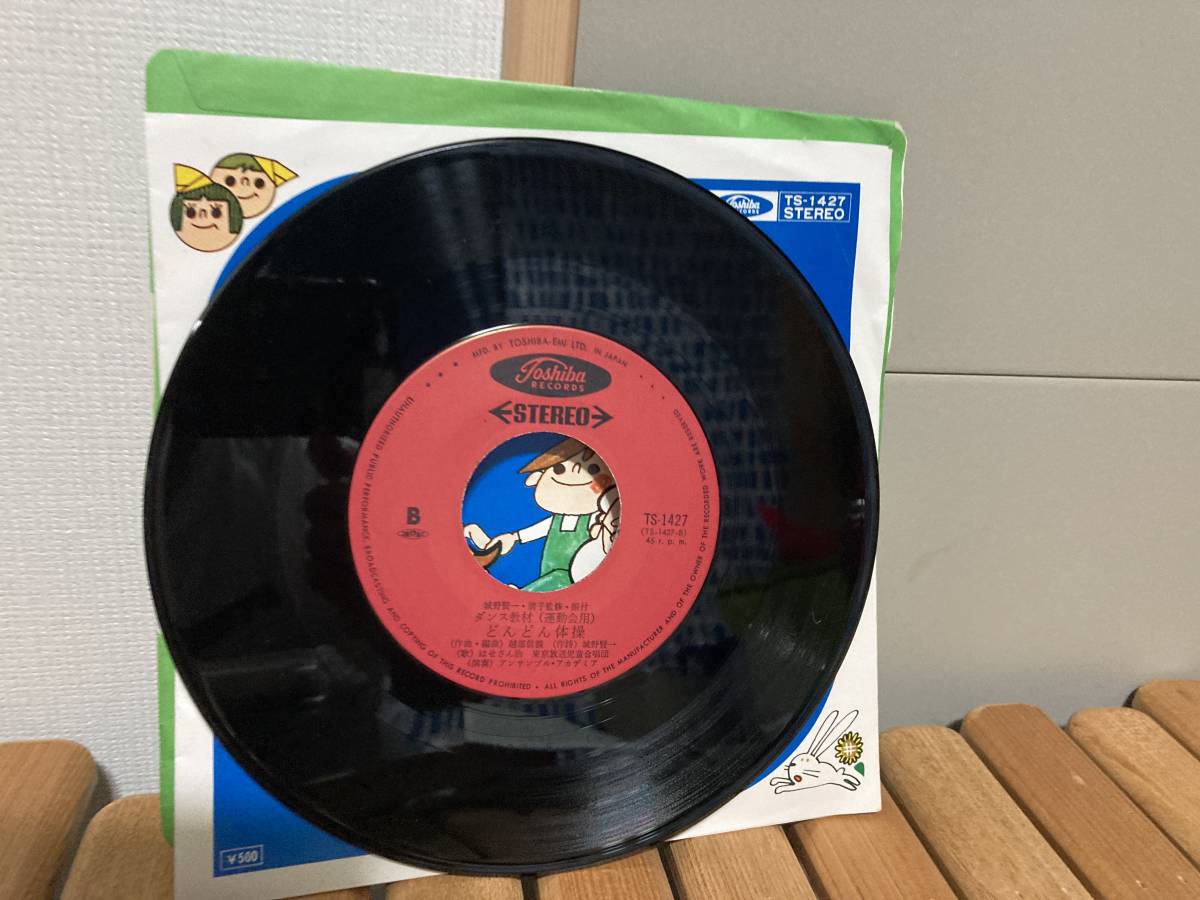 Toshiba
RECORDS
TS-1427
STEREO
MFD. BY TOSHIBA-EMI LTD. IN JAPAN
Toshiba
RECORDS
STEREO
B
TS-1427
(TS-1427-B)
45 r. p. m.
城野賢一・清子監修・振付
ダンス教材(運動会用)
どんどん体操
(作曲・編曲)越部信義 (作詩)城野賢一
(歌)はせさん治 東京放送児童合唱団
(演奏)アンサンブル・アカデミア
UNAUTHORIZED PUBLIC PERFORMANCE, BROADCASTING AND COPYING OF THIS RECORD PROHIBITED • ALL RIGHTS OF THE MANUFACTURER AND OF THE OWNER OF THE RECORDED WORK ARE RESERVED
¥500